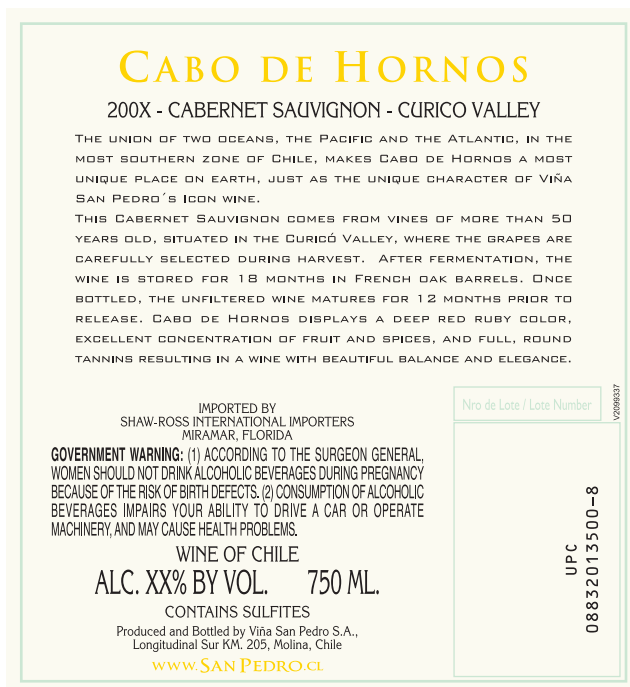 CABO DE HORNOS
200X - CABERNET SAUVIGNON - CURICO VALLEY
THE UNION OF TWO OCEANS, THE PACIFIC AND THE ATLANTIC, IN THE
MOST SOUTHERN ZONE OF CHILE, MAKES CABO DE HORNOS A MOST
UNIQUE PLACE ON EARTH, JUST AS THE UNIQUE CHARACTER OF VIÑA
SAN PEDRO´S ICON WINE.
THIS CABERNET SAUVIGNON COMES FROM VINES OF MORE THAN 50
YEARS OLD, SITUATED IN THE CURICÓ VALLEY, WHERE THE GRAPES ARE
CAREFULLY SELECTED DURING HARVEST. AFTER FERMENTATION, THE
WINE IS STORED FOR 18 MONTHS IN FRENCH OAK BARRELS. ONCE
BOTTLED, THE UNFILTERED WINE MATURES FOR 12 MONTHS PRIOR TO
RELEASE. CABO DE HORNOS DISPLAYS A DEEP RED RUBY COLOR,
EXCELLENT CONCENTRATION OF FRUIT AND SPICES, AND FULL, ROUND
TANNINS RESULTING IN A WINE WITH BEAUTIFUL BALANCE AND ELEGANCE.
IMPORTED BY
SHAW-ROSS INTERNATIONAL IMPORTERS
MIRAMAR, FLORIDA
GOVERNMENT WARNING: (1) ACCORDING TO THE SURGEON GENERAL,
WOMEN SHOULD NOT DRINK ALCOHOLIC BEVERAGES DURING PREGNANCY
BECAUSE OF THE RISK OF BIRTH DEFECTS. (2) CONSUMPTION OF ALCOHOLIC
BEVERAGES IMPAIRS YOUR ABILITY TO DRIVE A CAR OR OPERATE
MACHINERY, AND MAY CAUSE HEALTH PROBLEMS.
WINE OF CHILE
ALC. XX% BY VOL. 750 ML.
CONTAINS SULFITES
Produced and Bottled by Viña San Pedro S.A.,
Longitudinal Sur KM. 205, Molina, Chile
WWW.SANPEDRO.CL
Nro de Lote / Lote Number
V2099337
UPC
08832013500-8